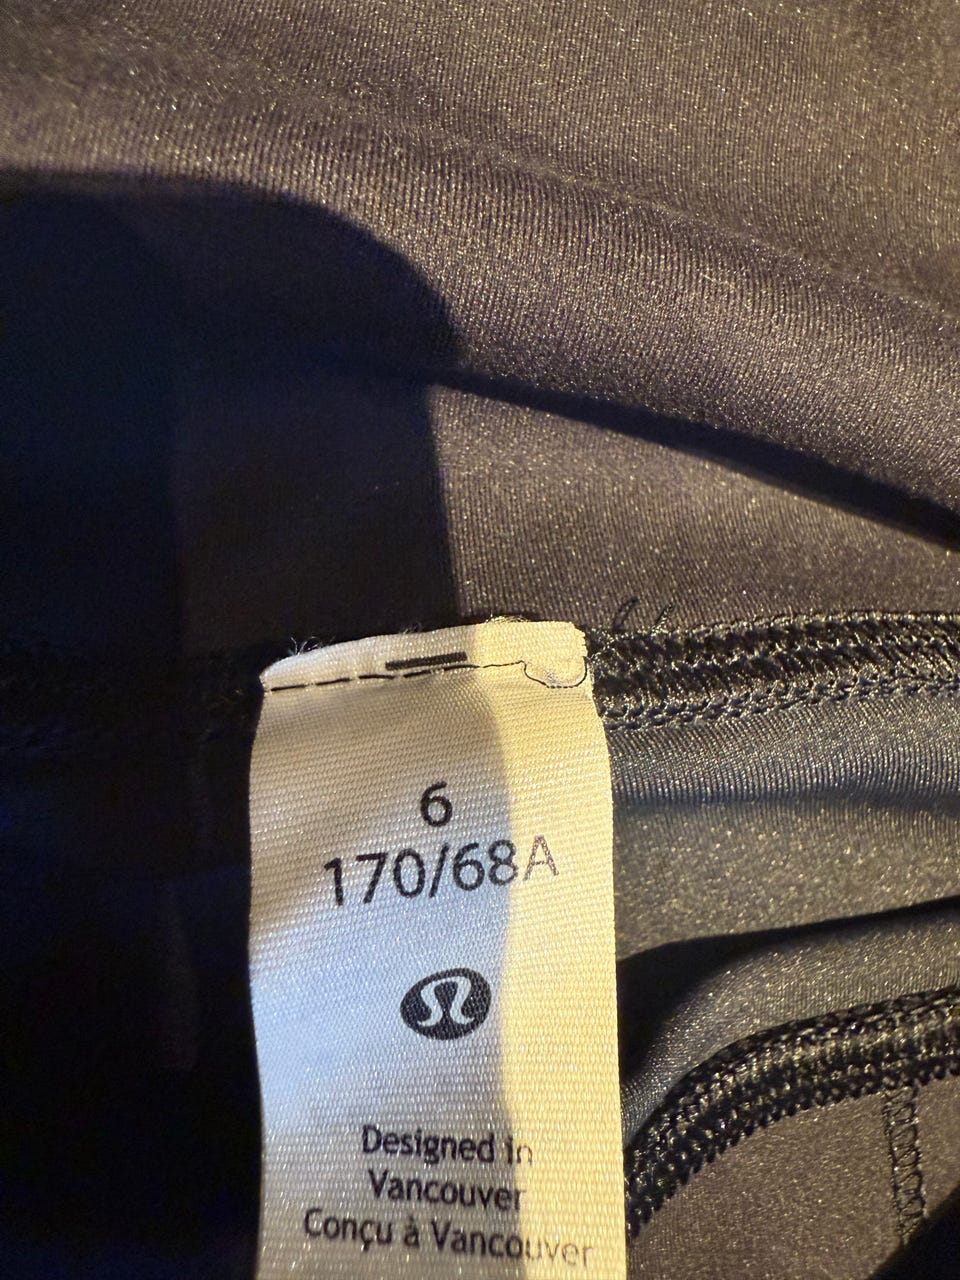 6
170/68A
Designed in
Vancouver
Conçu à Vancouver